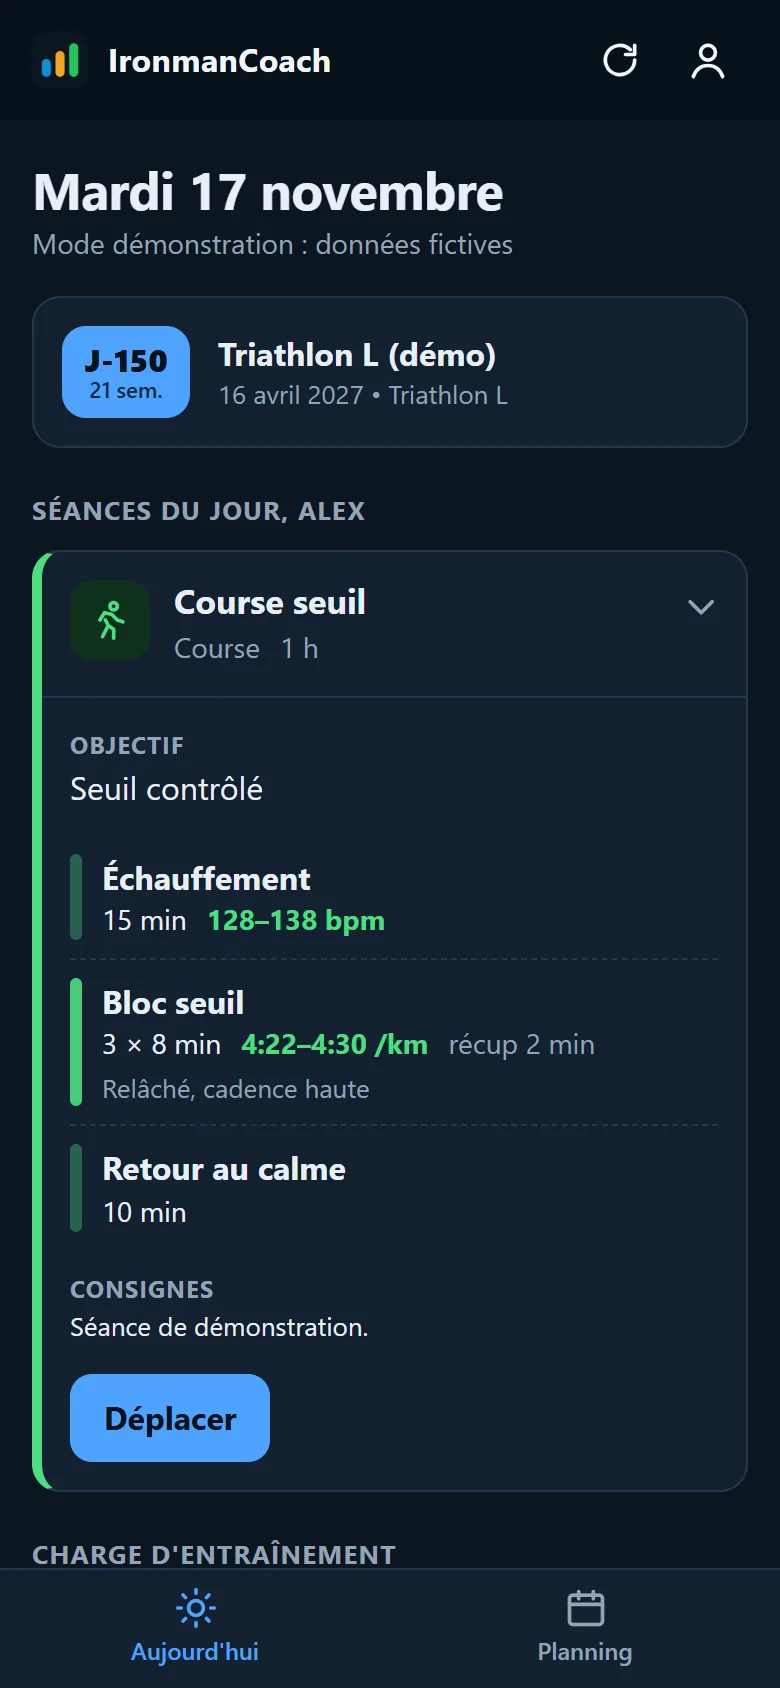 IronmanCoach
Mardi 17 novembre
Mode démonstration : données fictives
J-150
21 sem.
Triathlon L (démo)
16 avril 2027 • Triathlon L
SÉANCES DU JOUR, ALEX
Course seuil
Course 1 h
OBJECTIF
Seuil contrôlé
Échauffement
15 min 128–138 bpm
Bloc seuil
3 × 8 min 4:22–4:30 /km récup 2 min
Relâché, cadence haute
Retour au calme
10 min
CONSIGNES
Séance de démonstration.
Déplacer
CHARGE D'ENTRAÎNEMENT
Aujourd'hui
Planning